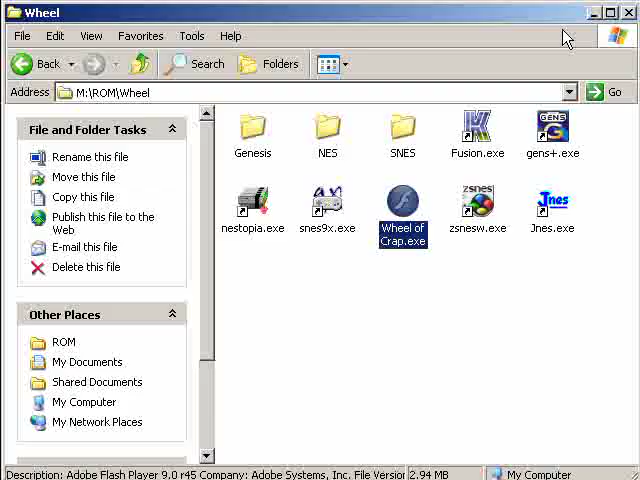 Wheel
File Edit View Favorites Tools Help
Back Search Folders
Address M:\ROM\Wheel Go
File and Folder Tasks
Rename this file
Move this file
Copy this file
Publish this file to the
Web
E-mail this file
Delete this file
Other Places
ROM
My Documents
Shared Documents
My Computer
My Network Places
Genesis NES SNES Fusion.exe gens+.exe
GENS
nestopia.exe snes9x.exe Wheel of
Crap.exe zsnesw.exe Jnes.exe
zsnes
Jnes
Description: Adobe Flash Player 9.0 r45 Company: Adobe Systems, Inc. File Version 2.94 MB My Computer